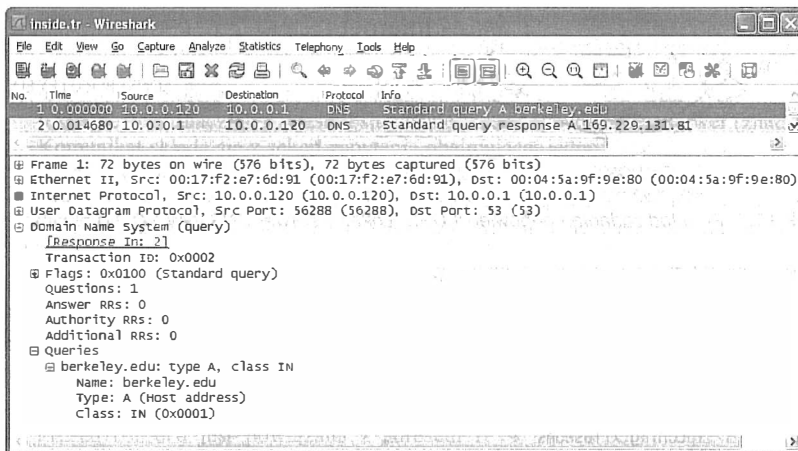 inside.tr - Wireshark
File Edit View Go Capture Analyze Statistics Telephony Tools Help
No. Time Source Destination Protocol Info
1 0.000000 10.0.0.120 10.0.0.1 DNS Standard query A berkeley.edu
2 0.014680 10.0.0.1 10.0.0.120 DNS Standard query response A 169.229.131.81
Frame 1: 72 bytes on wire (576 bits), 72 bytes captured (576 bits)
Ethernet II, Src: 00:17:f2:e7:6d:91 (00:17:f2:e7:6d:91), Dst: 00:04:5a:9f:9e:80 (00:04:5a:9f:9e:80)
Internet Protocol, Src: 10.0.0.120 (10.0.0.120), Dst: 10.0.0.1 (10.0.0.1)
User Datagram Protocol, Src Port: 56288 (56288), Dst Port: 53 (53)
Domain Name System (query)
[Response In: 2]
Transaction ID: 0x0002
Flags: 0x0100 (Standard query)
Questions: 1
Answer RRs: 0
Authority RRs: 0
Additional RRs: 0
Queries
berkeley.edu: type A, class IN
Name: berkeley.edu
Type: A (Host address)
Class: IN (0x0001)